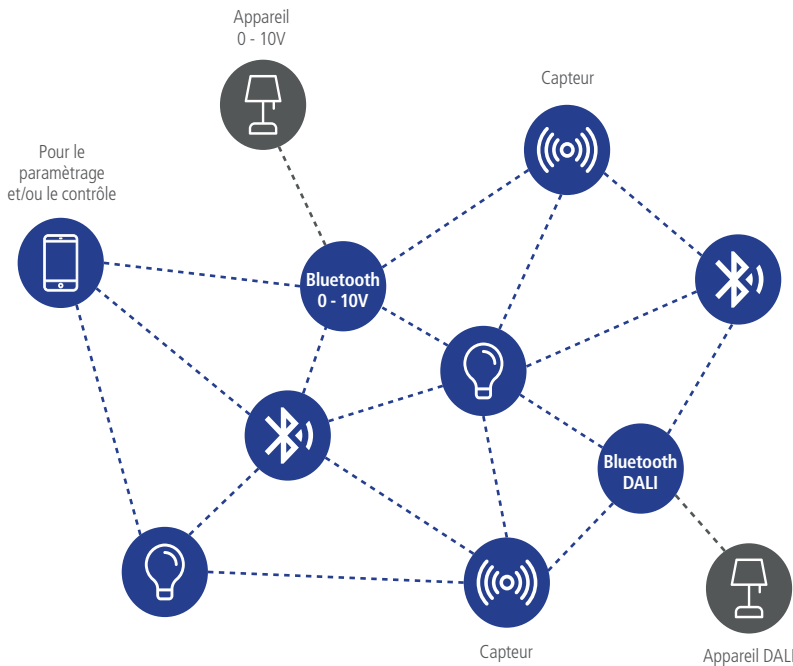 Appareil
0 - 10V
Capteur
Pour le
paramètrage
et/ou le contrôle
Bluetooth
0 - 10V
Bluetooth
DALI
Capteur
Appareil DALI